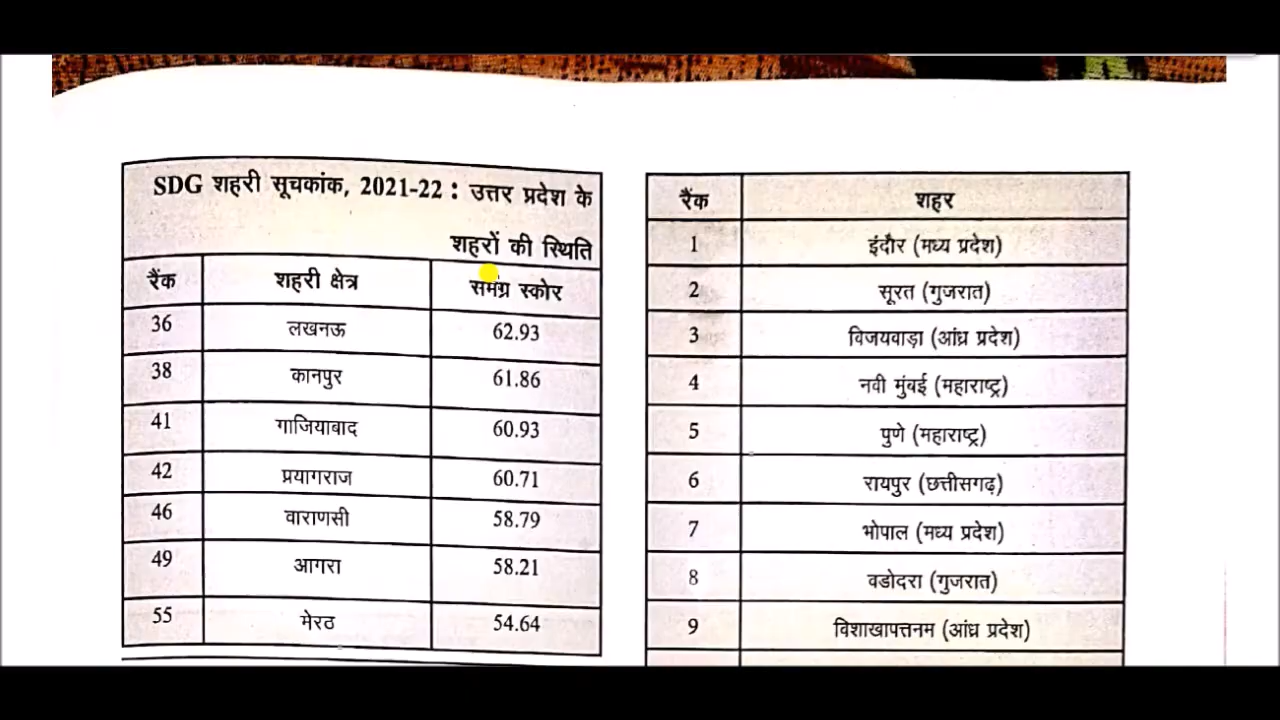 SDG शहरी सूचकांक, 2021-22 : उत्तर प्रदेश के
शहरों की स्थिति
रैंक शहरी क्षेत्र समग्र स्कोर
36 लखनऊ 62.93
38 कानपुर 61.86
41 गाजियाबाद 60.93
42 प्रयागराज 60.71
46 वाराणसी 58.79
49 आगरा 58.21
55 मेरठ 54.64
रैंक शहर
1 इंदौर (मध्य प्रदेश)
2 सूरत (गुजरात)
3 विजयवाड़ा (आंध्र प्रदेश)
4 नवी मुंबई (महाराष्ट्र)
5 पुणे (महाराष्ट्र)
6 रायपुर (छत्तीसगढ़)
7 भोपाल (मध्य प्रदेश)
8 वडोदरा (गुजरात)
9 विशाखापत्तनम (आंध्र प्रदेश)